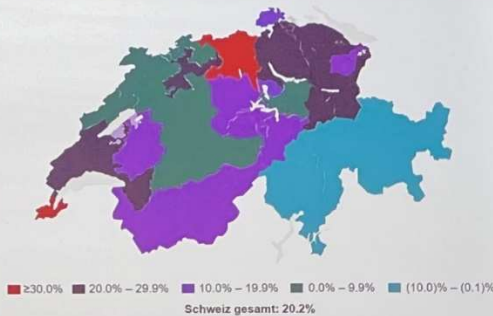 ≥30.0% 20.0% – 29.9% 10.0% – 19.9% 0.0% – 9.9% (10.0)% – (0.1)%
Schweiz gesamt: 20.2%